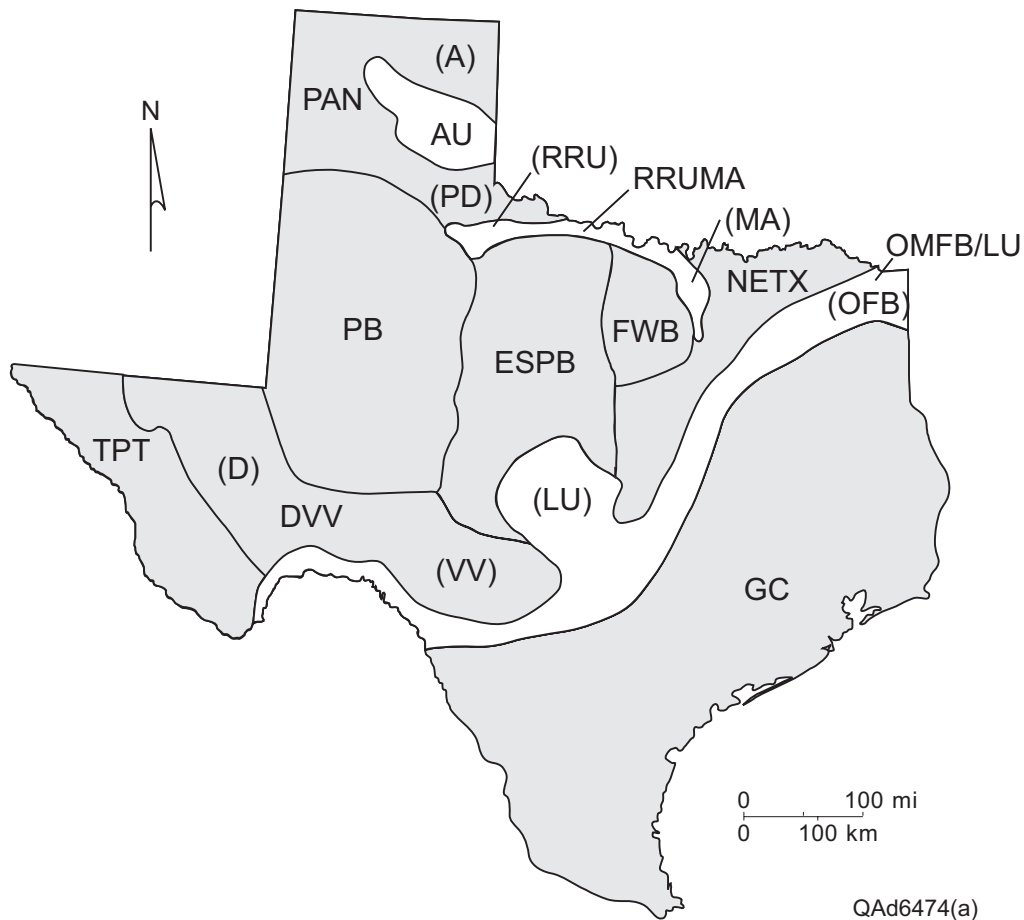 (A)
PAN
N
AU
(RRU)
RRUMA
(PD)
(MA)
OMFB/LU
NETX
(OFB)
PB
FWB
ESPB
TPT
(D)
(LU)
DVV
(VV)
GC
0 100 mi
0 100 km
QAd6474(a)